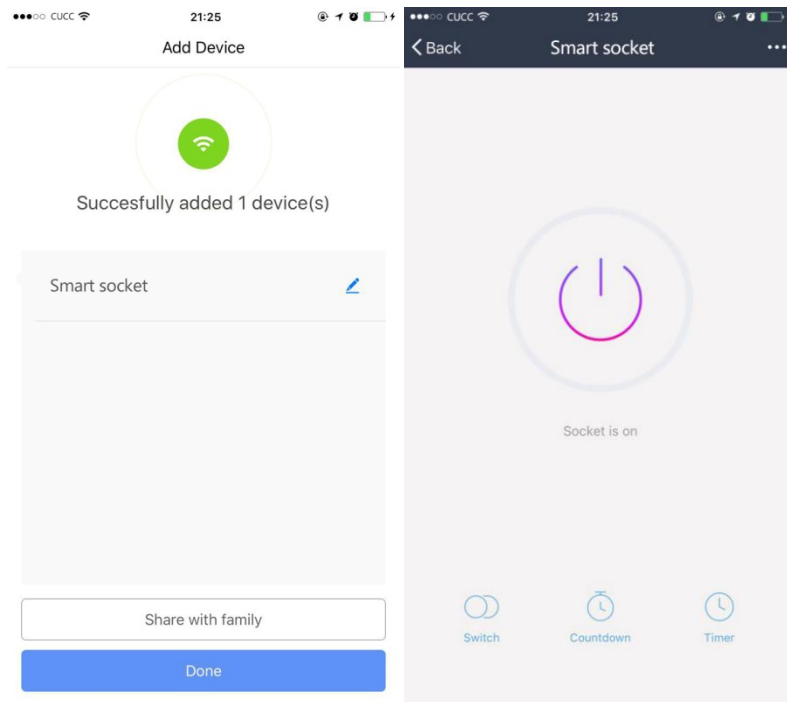 CUCC 21:25
Add Device
Succesfully added 1 device(s)
Smart socket
Share with family
Done
CUCC 21:25
Back Smart socket
Socket is on
Switch Countdown Timer